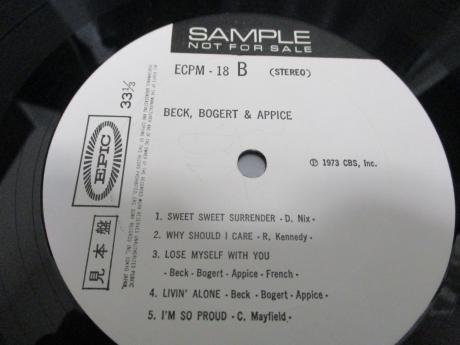 SAMPLE
NOT FOR SALE
ECPM - 18 B (STEREO)
BECK, BOGERT & APPICE
33 1/3
EPIC
見本盤
Ⓟ 1973 CBS, Inc.
1. SWEET SWEET SURRENDER - D. Nix -
2. WHY SHOULD I CARE - R. Kennedy -
3. LOSE MYSELF WITH YOU
- Beck - Bogert - Appice - French -
4. LIVIN' ALONE - Beck - Bogert - Appice -
5. I'M SO PROUD - C. Mayfield -